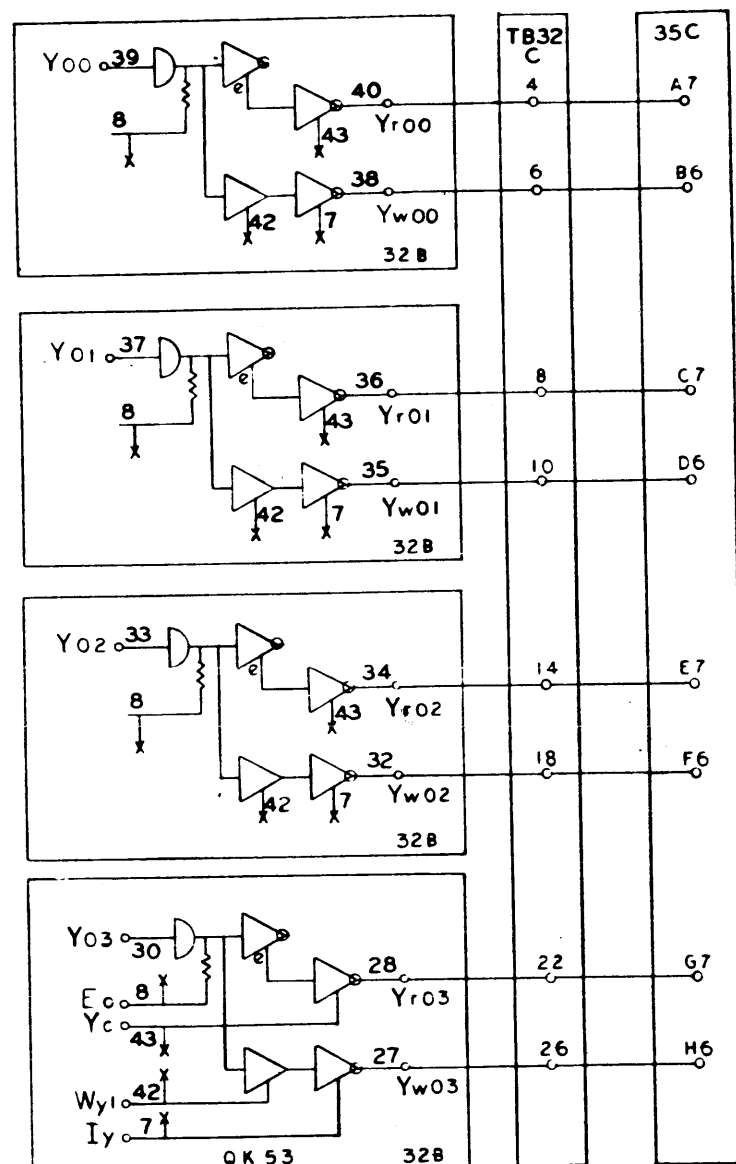 TB32 35C
C
Y00 39 40 4 A7
8 43 Yr00
38 6 B6
42 7 Yw00
32B
Y01 37 36 8 C7
8 e 43 Yr01
35 10 D6
42 7 Yw01
32B
Y02 33 34 14 E7
8 e 43 Yr02
32 18 F6
42 7 Yw02
32B
Y03 30 28 22 G7
e
8 Yr03
Yc
43 27 26 H6
Wy1 42 Yw03
Iy 7
QK53 32B